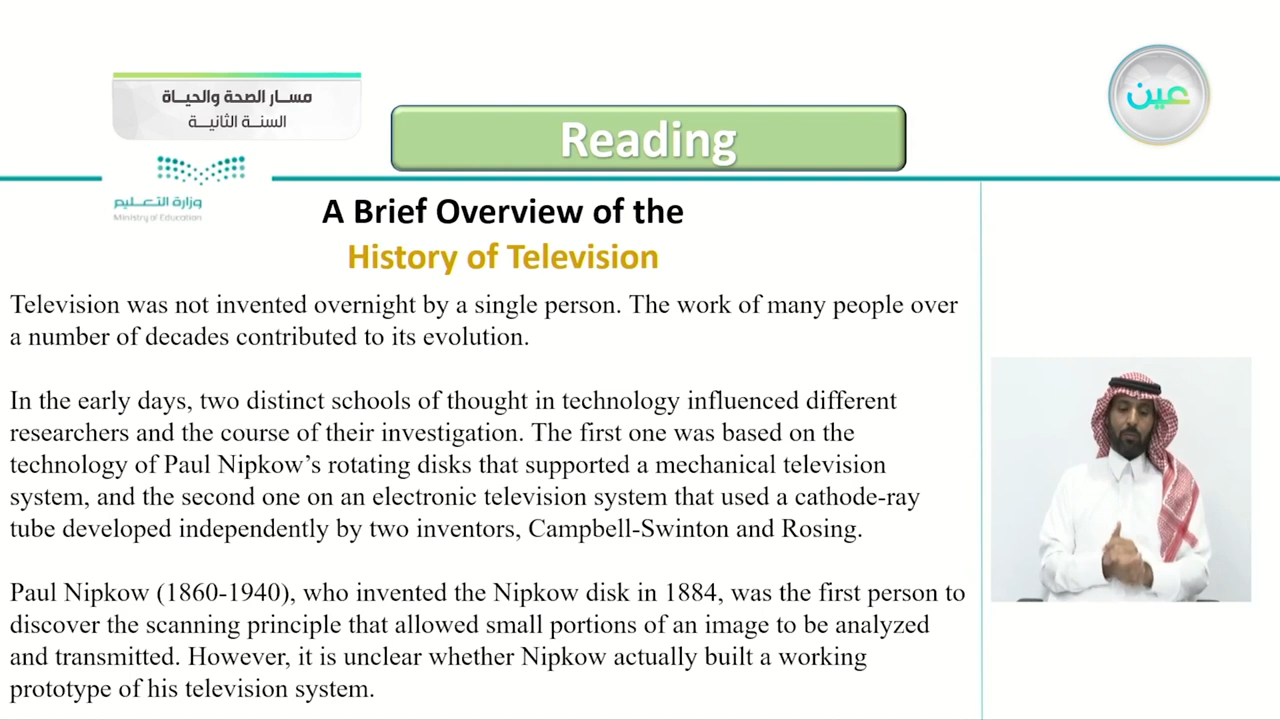 مسار الصحة والحياة
السنة الثانية
عين
Reading
وزارة التعليم
Ministry of Education
A Brief Overview of the
History of Television
Television was not invented overnight by a single person. The work of many people over
a number of decades contributed to its evolution.
In the early days, two distinct schools of thought in technology influenced different
researchers and the course of their investigation. The first one was based on the
technology of Paul Nipkow’s rotating disks that supported a mechanical television
system, and the second one on an electronic television system that used a cathode-ray
tube developed independently by two inventors, Campbell-Swinton and Rosing.
Paul Nipkow (1860-1940), who invented the Nipkow disk in 1884, was the first person to
discover the scanning principle that allowed small portions of an image to be analyzed
and transmitted. However, it is unclear whether Nipkow actually built a working
prototype of his television system.